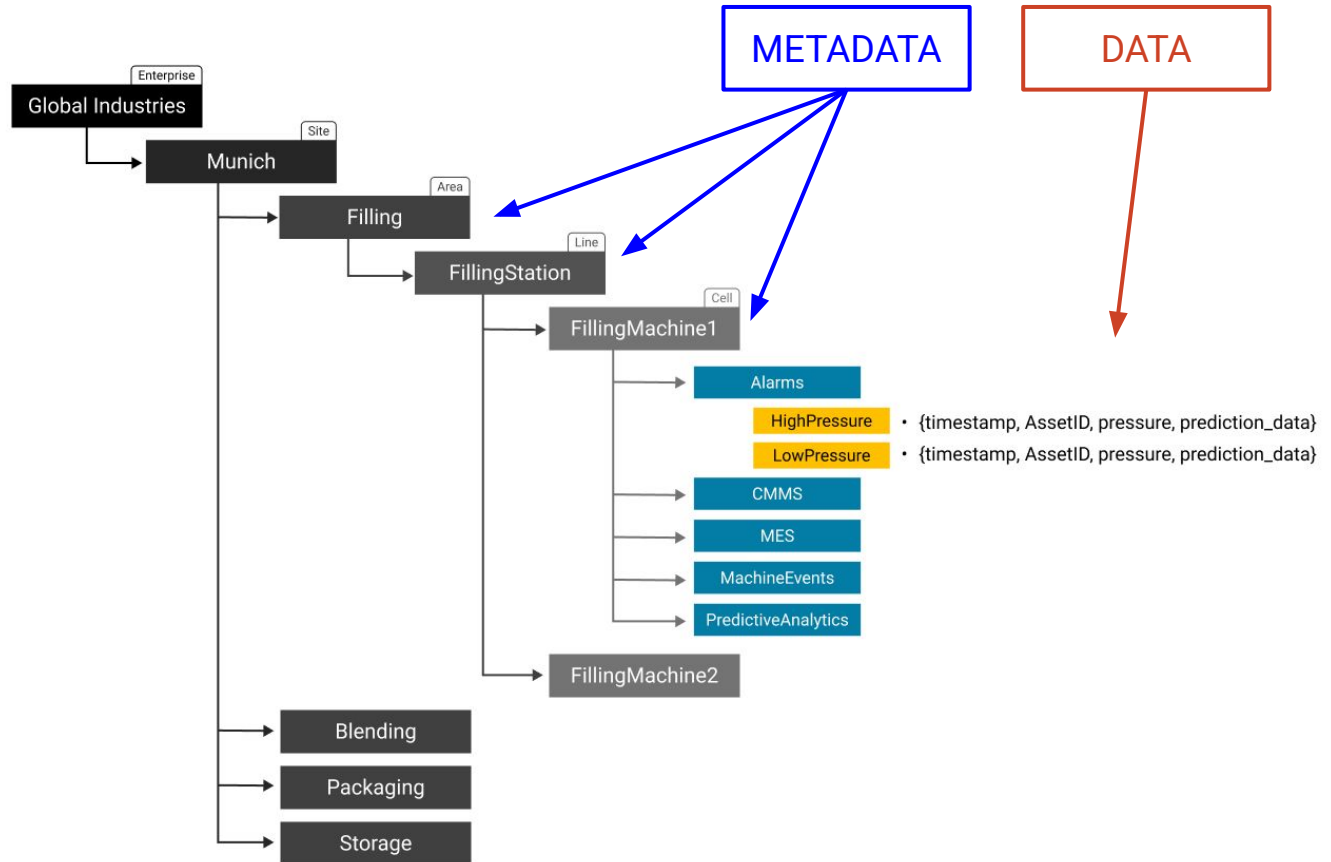 METADATA
DATA
Enterprise
Global Industries
Site
Munich
Area
Filling
Line
FillingStation
Cell
FillingMachine1
Alarms
HighPressure • {timestamp, AssetID, pressure, prediction_data}
LowPressure • {timestamp, AssetID, pressure, prediction_data}
CMMS
MES
MachineEvents
PredictiveAnalytics
FillingMachine2
Blending
Packaging
Storage